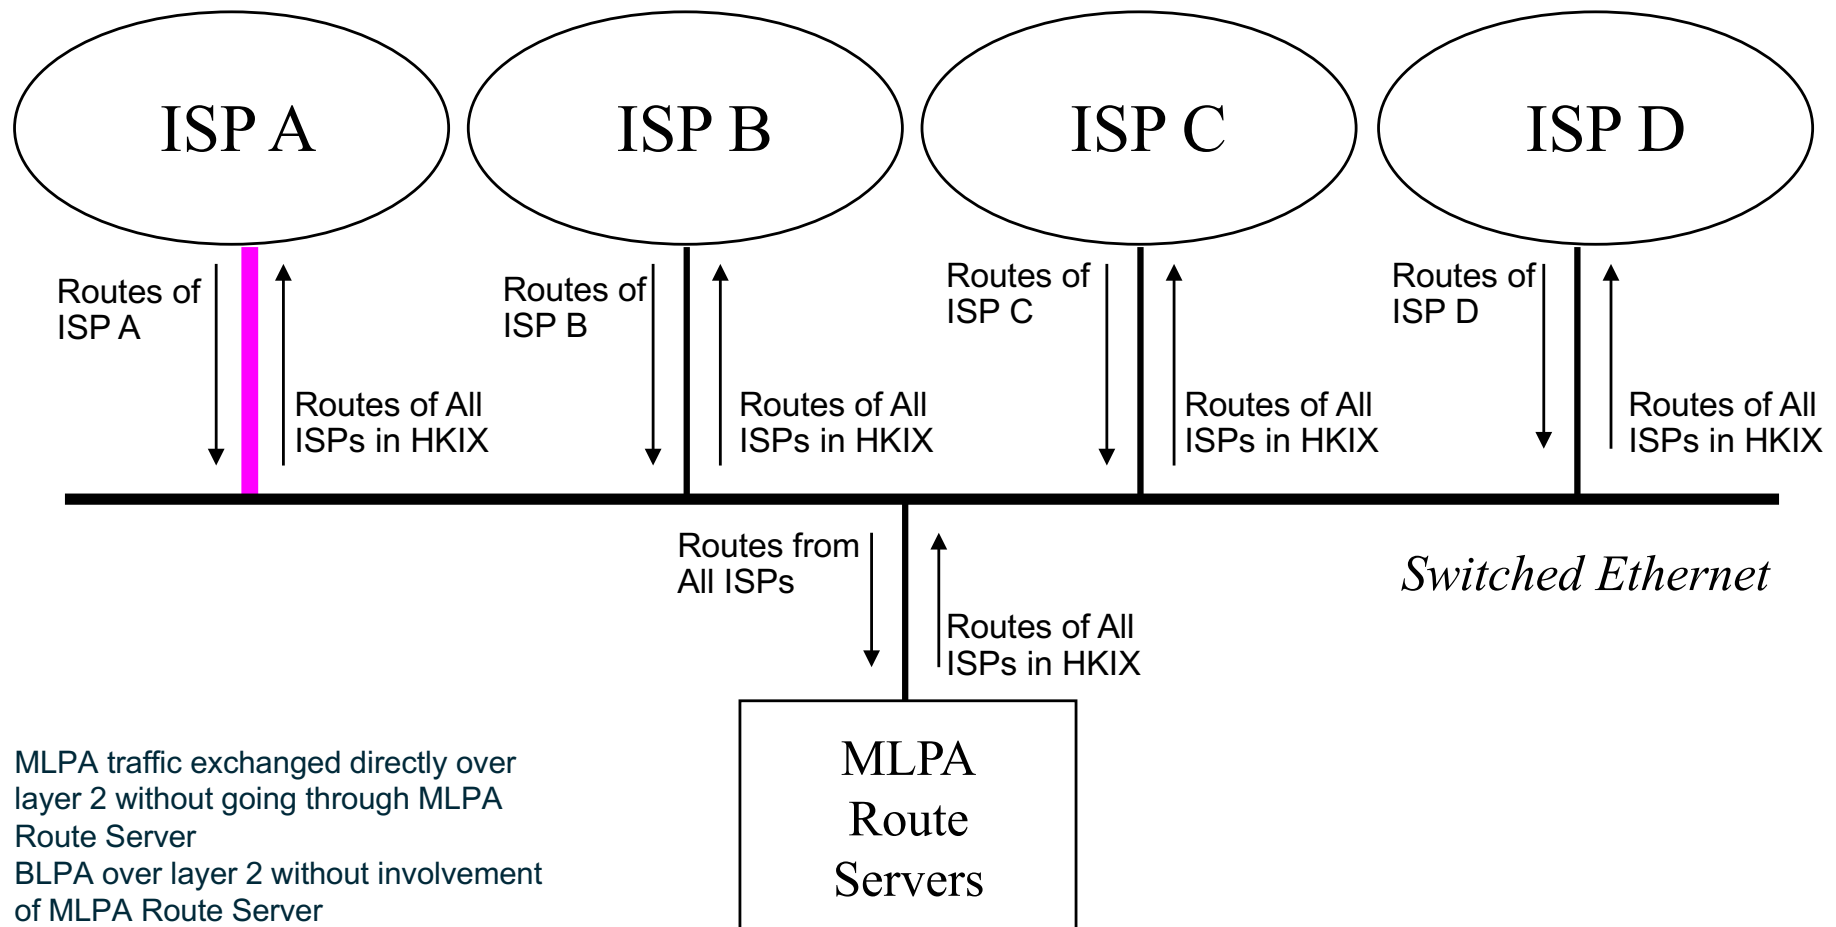 ISP A
ISP B
ISP C
ISP D
Routes of
ISP A
Routes of All
ISPs in HKIX
Routes of
ISP B
Routes of All
ISPs in HKIX
Routes of
ISP C
Routes of All
ISPs in HKIX
Routes of
ISP D
Routes of All
ISPs in HKIX
Routes from
All ISPs
Routes of All
ISPs in HKIX
Switched Ethernet
MLPA
Route
Servers
MLPA traffic exchanged directly over
layer 2 without going through MLPA
Route Server
BLPA over layer 2 without involvement
of MLPA Route Server